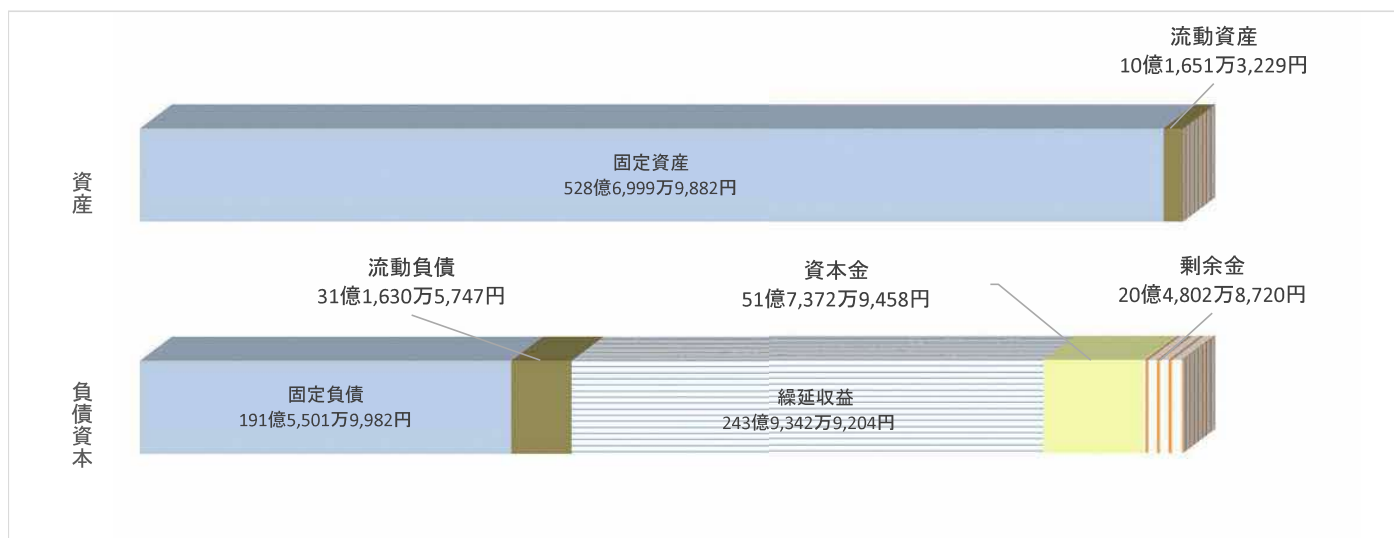 流動資産
10億1,651万3,229円
固定資産
528億6,999万9,882円
資産
流動負債
31億1,630万5,747円
資本金
51億7,372万9,458円
剰余金
20億4,802万8,720円
固定負債
191億5,501万9,982円
繰延収益
243億9,342万9,204円
負債資本